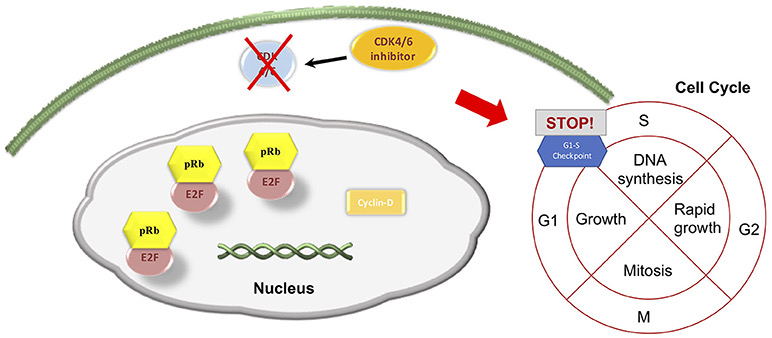 CDK4/6
inhibitor
CDK
Cell Cycle
STOP!
G1-S
Checkpoint
S
DNA
synthesis
G1
Growth
Rapid
growth
G2
Mitosis
M
pRb
E2F
pRb
E2F
pRb
E2F
Cyclin-D
Nucleus